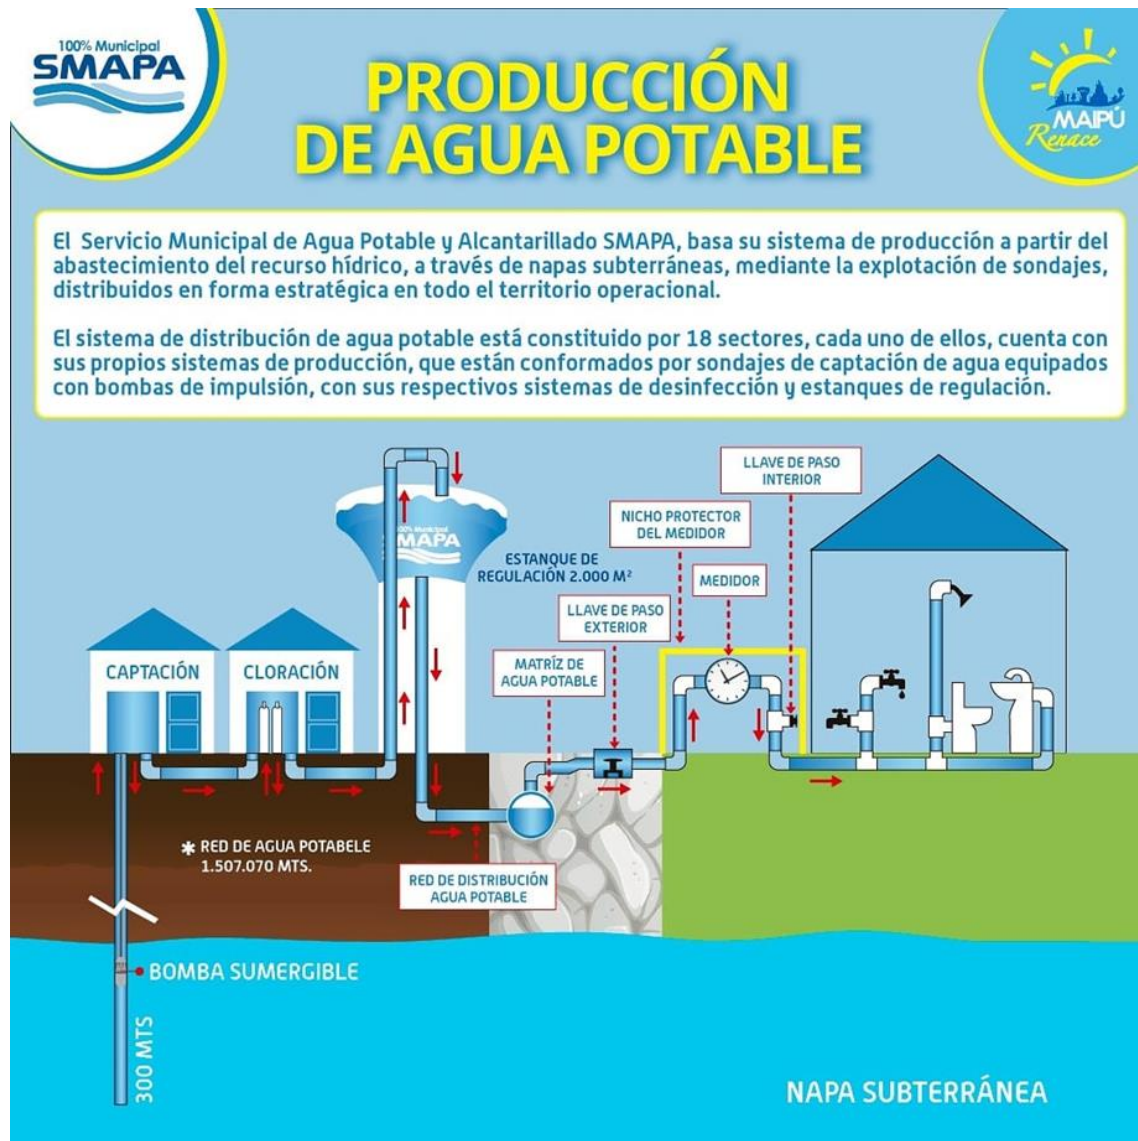 100% Municipal
SMAPA
PRODUCCIÓN
DE AGUA POTABLE
MAIPÚ
Renace
El Servicio Municipal de Agua Potable y Alcantarillado SMAPA, basa su sistema de producción a partir del
abastecimiento del recurso hídrico, a través de napas subterráneas, mediante la explotación de sondajes,
distribuidos en forma estratégica en todo el territorio operacional.
El sistema de distribución de agua potable está constituido por 18 sectores, cada uno de ellos, cuenta con
sus propios sistemas de producción, que están conformados por sondajes de captación de agua equipados
con bombas de impulsión, con sus respectivos sistemas de desinfección y estanques de regulación.
LLAVE DE PASO
INTERIOR
NICHO PROTECTOR
DEL MEDIDOR
100% Municipal
MAPA
ESTANQUE DE
REGULACIÓN 2.000 M²
MEDIDOR
LLAVE DE PASO
EXTERIOR
MATRÍZ DE
AGUA POTABLE
CAPTACIÓN
CLORACIÓN
* RED DE AGUA POTABELE
1.507.070 MTS.
RED DE DISTRIBUCIÓN
AGUA POTABLE
BOMBA SUMERGIBLE
300 MTS
NAPA SUBTERRÁNEA